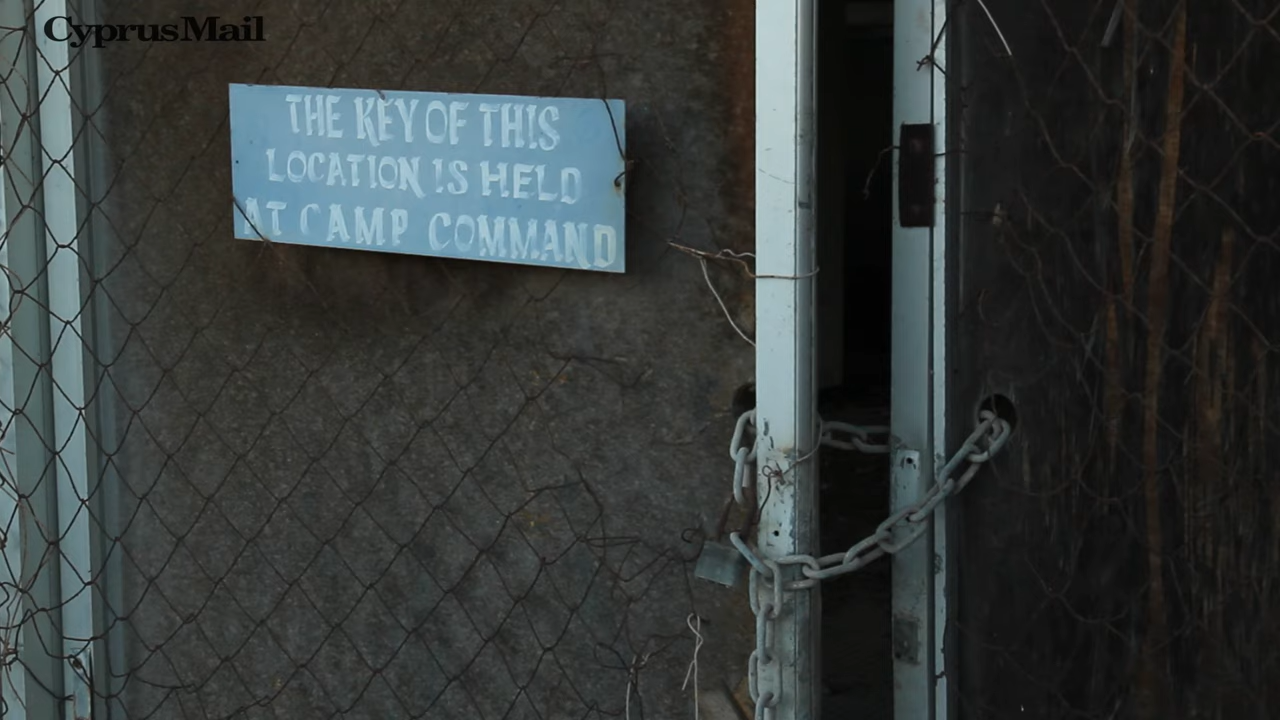 CyprusMail
THE KEY OF THIS
LOCATION IS HELD
AT CAMP COMMAND